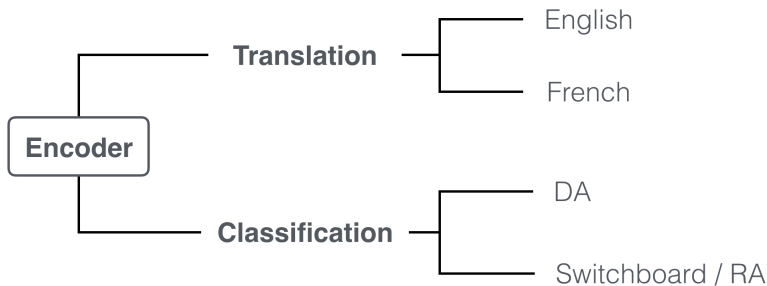 English
Translation
French
Encoder
DA
Classification
Switchboard / RA